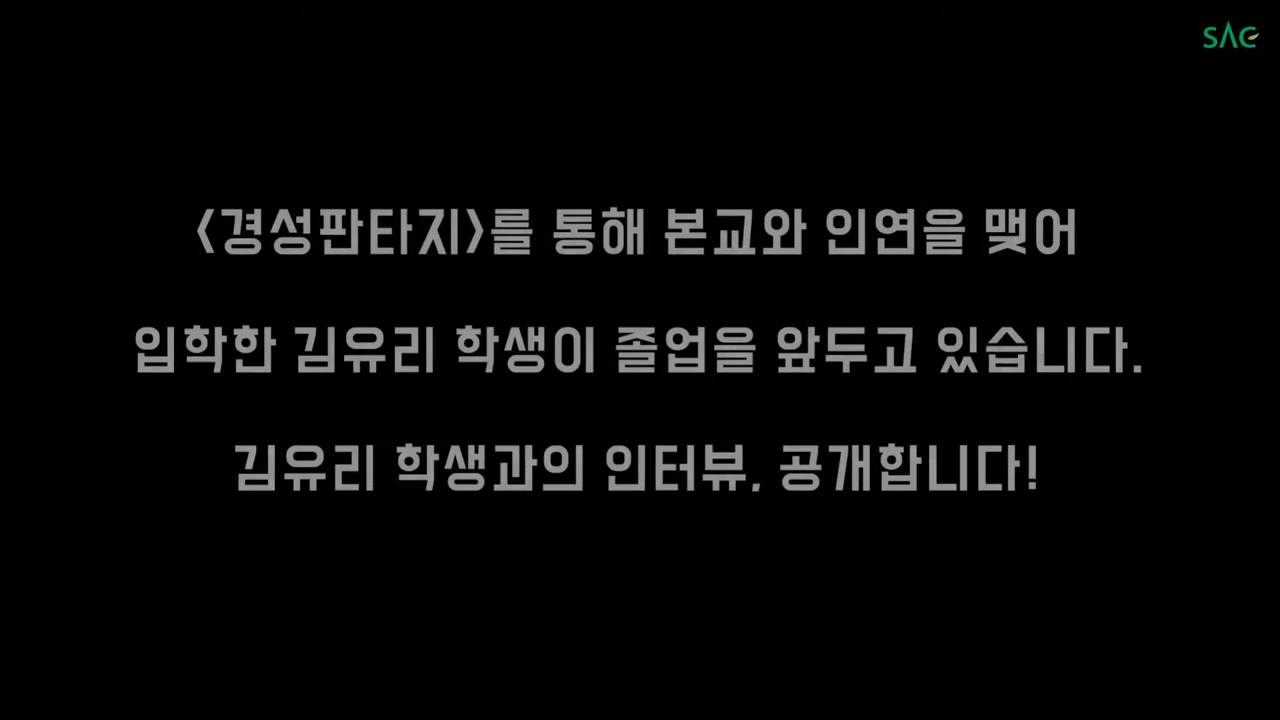 SAC
<경성판타지>를 통해 본교와 인연을 맺어
입학한 김유리 학생이 졸업을 앞두고 있습니다.
김유리 학생과의 인터뷰, 공개합니다!